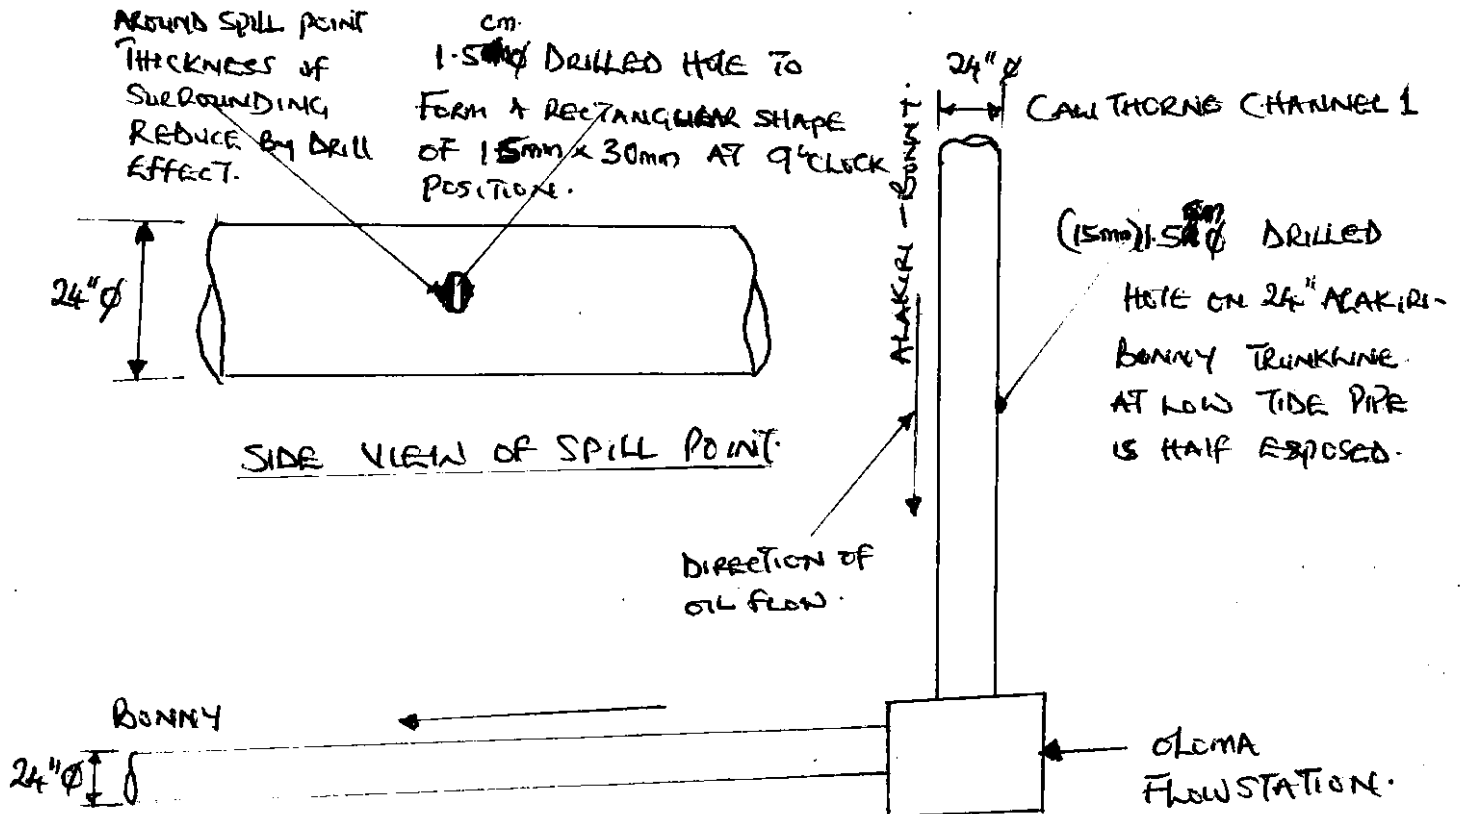 AROUND SPILL POINT
THICKNESS OF
SURROUNDING
REDUCE BY DRILL
EFFECT.
cm.
1.5 Ø DRILLED HOLE TO
FORM A RECTANGULAR SHAPE
OF 15mm x 30mm AT 9"CLOCK
POSITION.
24" Ø
CAWTHORNE CHANNEL 1
ALAKIRI - BONNY.
(15mm) 1.5 Ø DRILLED
HOLE ON 24" ALAKIRI-
BONNY TRUNKLINE.
AT LOW TIDE PIPE
IS HALF EXPOSED.
24" Ø
SIDE VIEW OF SPILL POINT.
DIRECTION OF
OIL FLOW.
BONNY
24" Ø
OLOMA
FLOWSTATION.